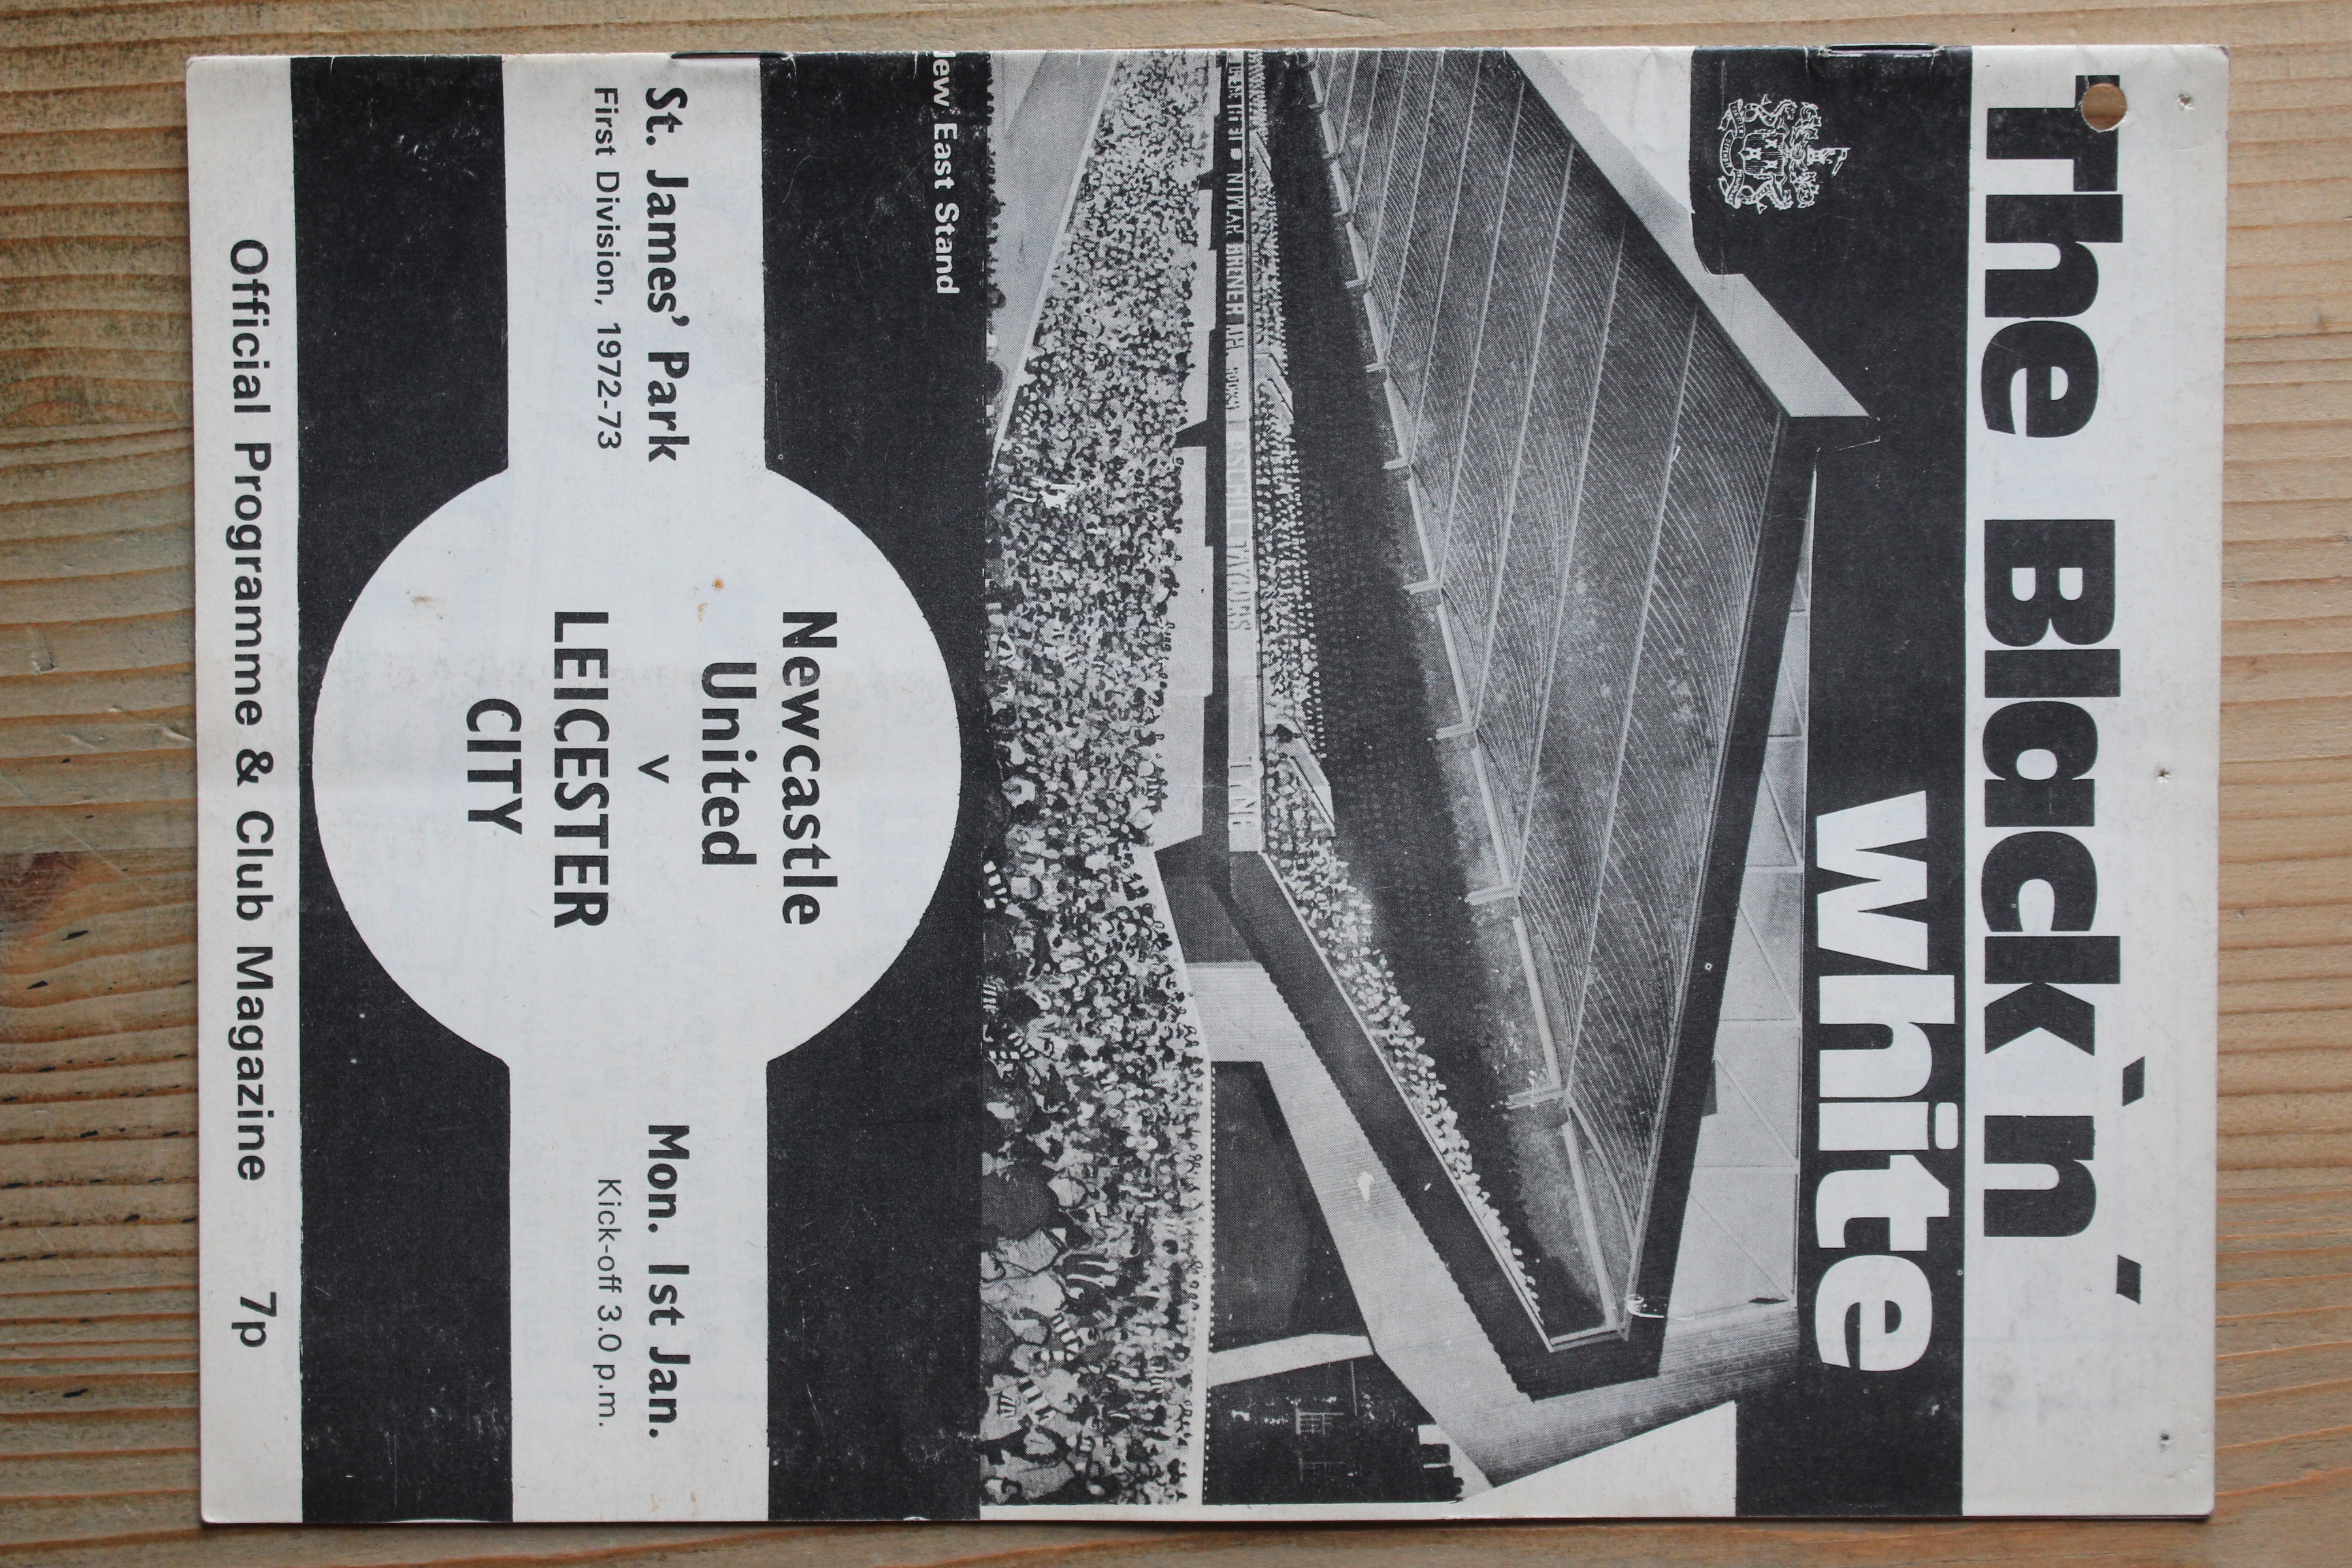 The Black 'n'
white
New East Stand
St. James' Park
First Division, 1972-73
Newcastle
United
v
LEICESTER
CITY
Mon. 1st Jan.
Kick-off 3.0 p.m.
Official Programme & Club Magazine 7p